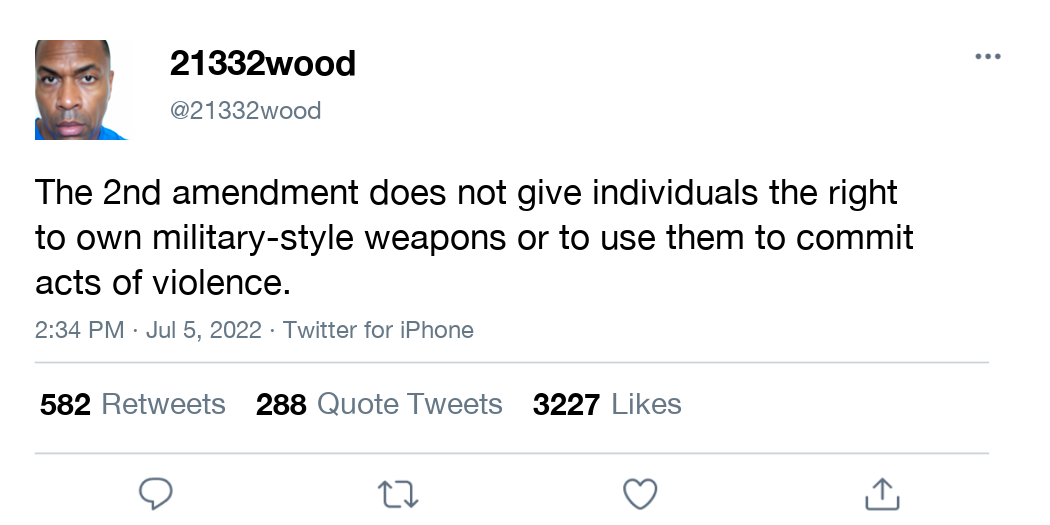 21332wood
@21332wood
The 2nd amendment does not give individuals the right
to own military-style weapons or to use them to commit
acts of violence.
2:34 PM · Jul 5, 2022 · Twitter for iPhone
582 Retweets 288 Quote Tweets 3227 Likes